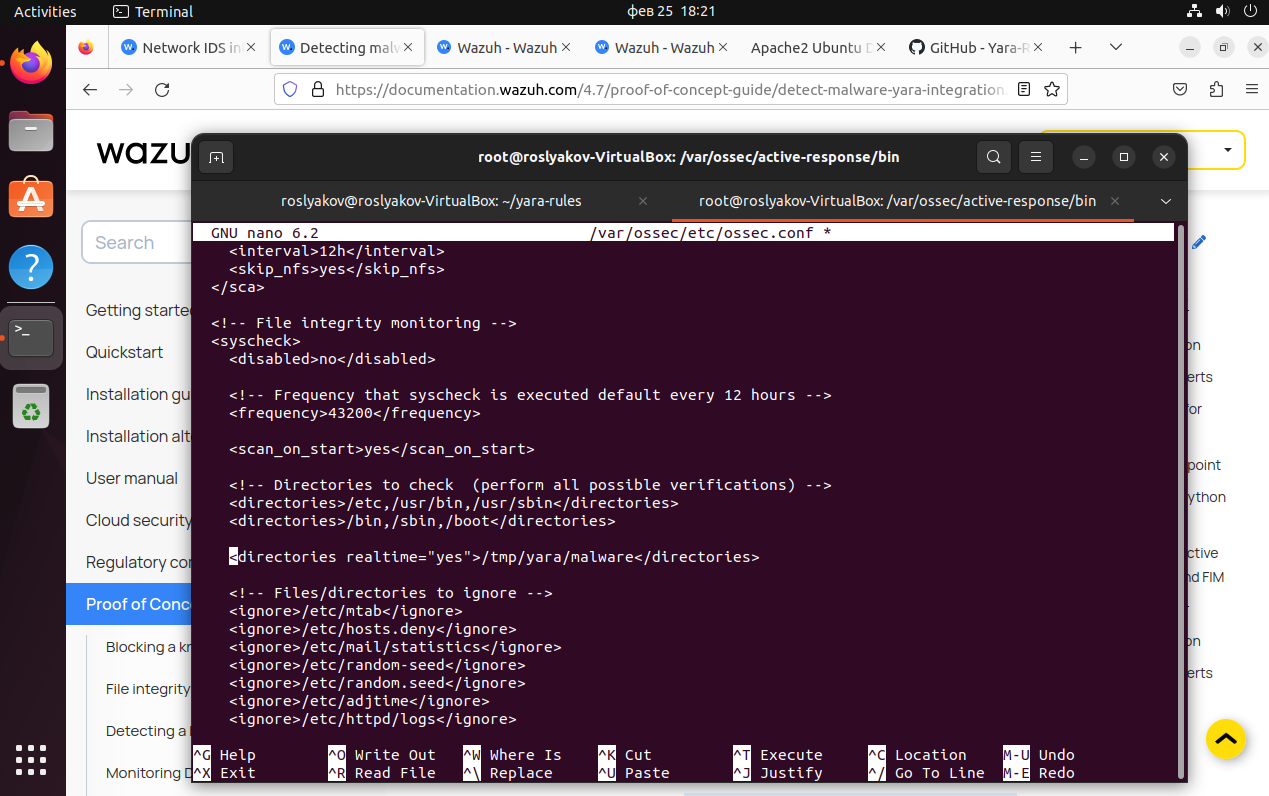 Activities
Terminal
фев 25 18:21
Network IDS in
Detecting malw
Wazuh - Wazuh
Wazuh - Wazuh
Apache2 Ubuntu D
GitHub - Yara-R
https://documentation.wazuh.com/4.7/proof-of-concept-guide/detect-malware-yara-integration.
wazu
root@roslyakov-VirtualBox: /var/ossec/active-response/bin
roslyakov@roslyakov-VirtualBox: ~/yara-rules
root@roslyakov-VirtualBox: /var/ossec/active-response/bin
Search
Getting starte
Quickstart
Installation gu
Installation alt
User manual
Cloud security
Regulatory co
Proof of Conc
Blocking a k
File integrity
Detecting a
Monitoring D
GNU nano 6.2
/var/ossec/etc/ossec.conf *
<interval>12h</interval>
<skip_nfs>yes</skip_nfs>
</sca>
<!-- File integrity monitoring -->
<syscheck>
<disabled>no</disabled>
<!-- Frequency that syscheck is executed default every 12 hours -->
<frequency>43200</frequency>
<scan_on_start>yes</scan_on_start>
<!-- Directories to check  (perform all possible verifications) -->
<directories>/etc,/usr/bin,/usr/sbin</directories>
<directories>/bin,/sbin,/boot</directories>
<directories realtime="yes">/tmp/yara/malware</directories>
<!-- Files/directories to ignore -->
<ignore>/etc/mtab</ignore>
<ignore>/etc/hosts.deny</ignore>
<ignore>/etc/mail/statistics</ignore>
<ignore>/etc/random-seed</ignore>
<ignore>/etc/random.seed</ignore>
<ignore>/etc/adjtime</ignore>
<ignore>/etc/httpd/logs</ignore>
^G Help ^O Write Out ^W Where Is ^K Cut ^T Execute ^C Location M-U Undo
^X Exit ^R Read File ^\ Replace ^U Paste ^J Justify ^/ Go To Line M-E Redo
on
erts
for
point
ython
ctive
nd FIM
on
erts